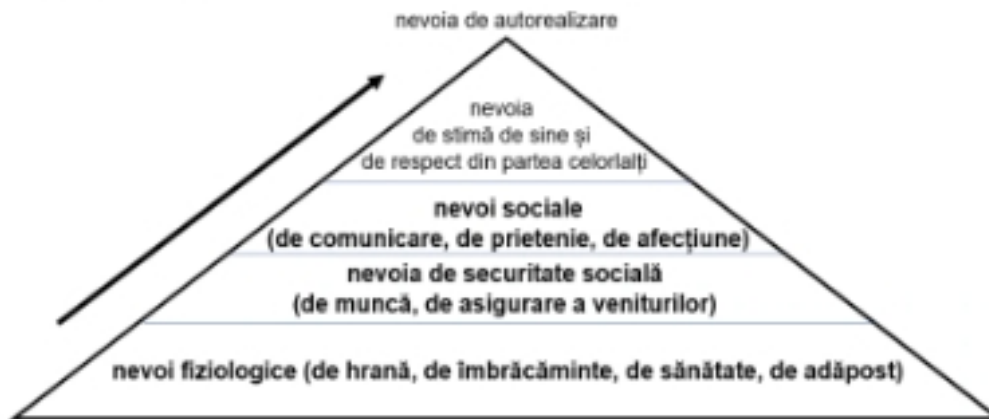 nevoia de autorealizare
nevoia
de stimă de sine și
de respect din partea celorlalți
nevoi sociale
(de comunicare, de prietenie, de afecțiune)
nevoia de securitate socială
(de muncă, de asigurare a veniturilor)
nevoi fiziologice (de hrană, de îmbrăcăminte, de sănătate, de adăpost)